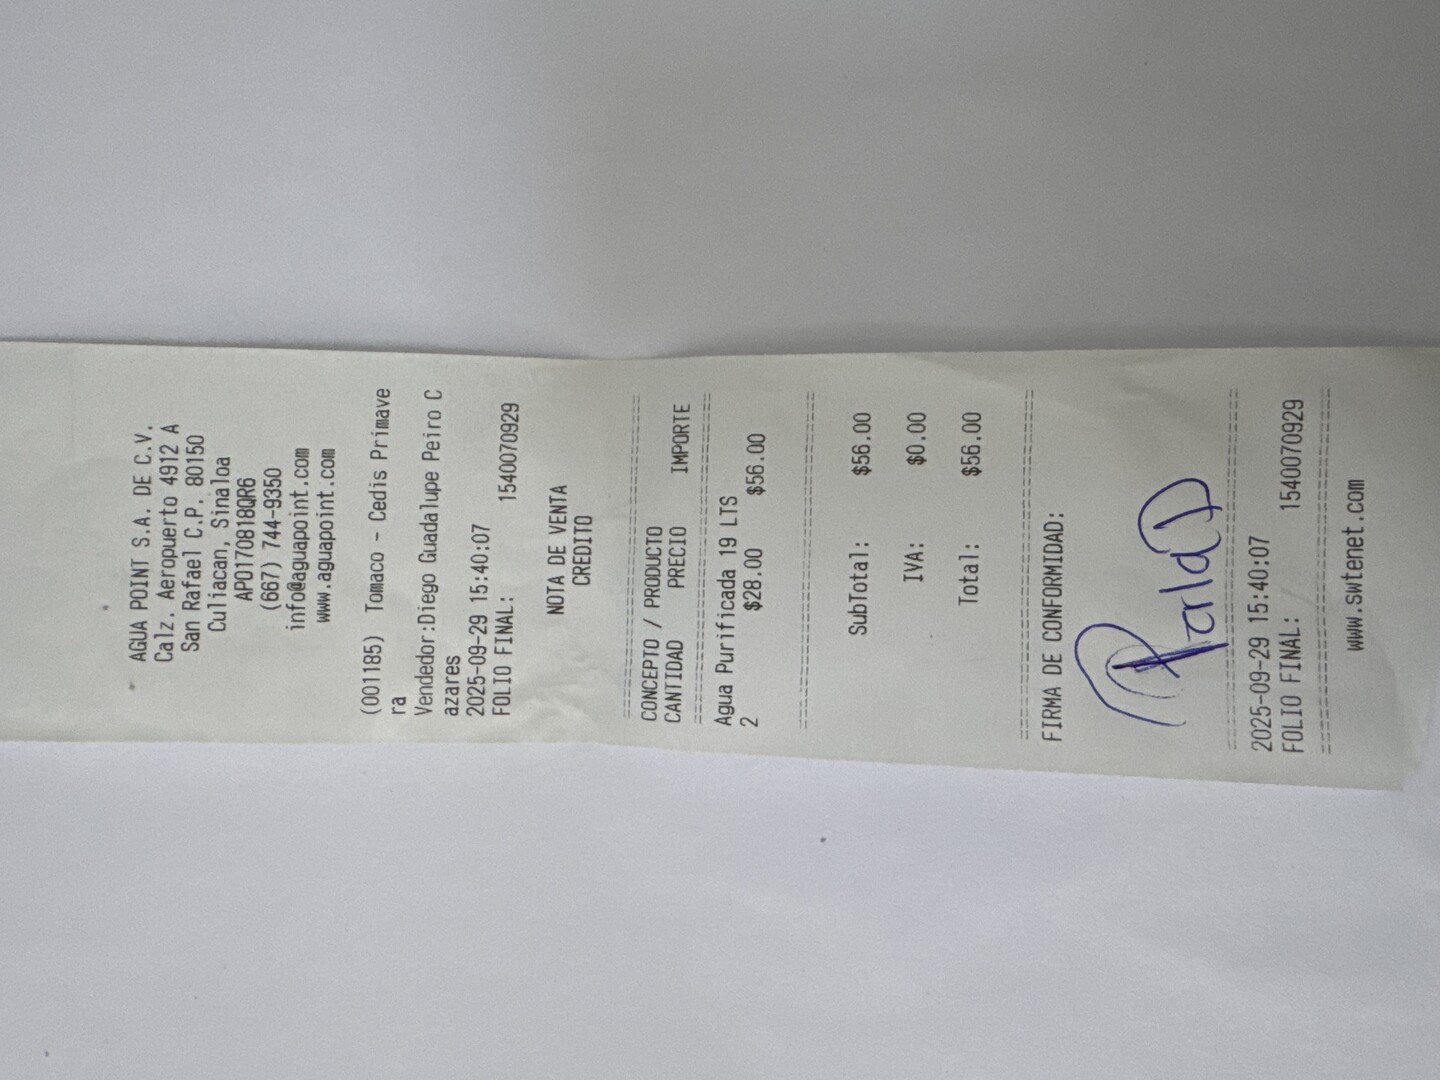 AGUA POINT S.A. DE C.V.
Calz. Aeropuerto 4912 A
San Rafael C.P. 80150
Culiacan, Sinaloa
APO170818QR6
(667) 744-9350
info@aguapoint.com
www.aguapoint.com
(001185) Tomaco - Cedis Primave
ra
Vendedor:Diego Guadalupe Peiro C
azares
2025-09-29 15:40:07
FOLIO FINAL: 1540070929
NOTA DE VENTA
CREDITO
================================
CONCEPTO / PRODUCTO
CANTIDAD PRECIO IMPORTE
================================
Agua Purificada 19 LTS
2 $28.00 $56.00
================================
SubTotal: $56.00
IVA: $0.00
Total: $56.00
================================
FIRMA DE CONFORMIDAD:
Parla D
================================
2025-09-29 15:40:07
FOLIO FINAL: 1540070929
================================
www.swtenet.com